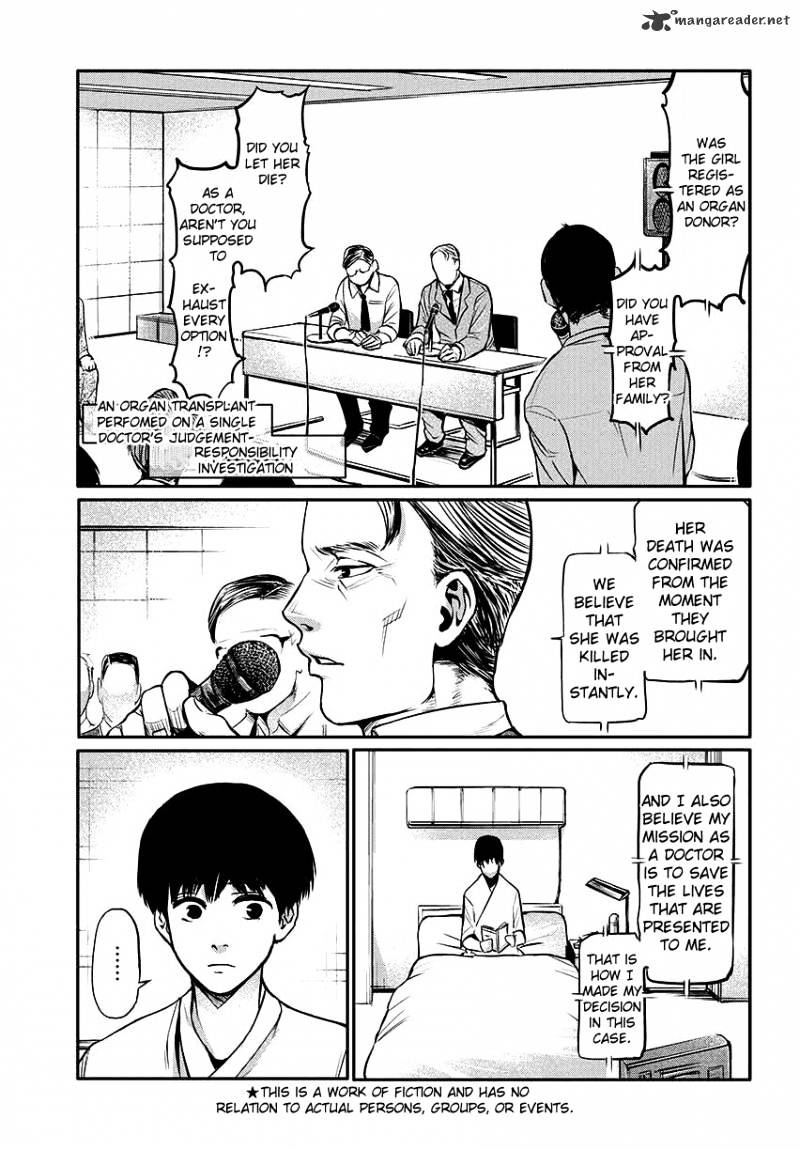 mangareader.net
WAS
THE GIRL
REGIS-
TERED AS
AN ORGAN
DONOR?
DID YOU
HAVE
AP-
PROVAL
FROM
HER
FAMILY?
DID YOU
LET HER
DIE?
AS A
DOCTOR,
AREN'T YOU
SUPPOSED
TO
EX-
HAUST
EVERY
OPTION!?
AN ORGAN TRANSPLANT
PERFOMED ON A SINGLE
DOCTOR'S JUDGEMENT-
RESPONSIBILITY
INVESTIGATION
HER
DEATH WAS
CONFIRMED
FROM THE
MOMENT
THEY
BROUGHT
HER IN.
WE
BELIEVE
THAT
SHE WAS
KILLED
IN-
STANTLY.
AND I ALSO
BELIEVE MY
MISSION AS
A DOCTOR
IS TO SAVE
THE LIVES
THAT ARE
PRESENTED
TO ME.
THAT IS
HOW I
MADE MY
DECISION
IN THIS
CASE.
......
★THIS IS A WORK OF FICTION AND HAS NO
RELATION TO ACTUAL PERSONS, GROUPS, OR EVENTS.